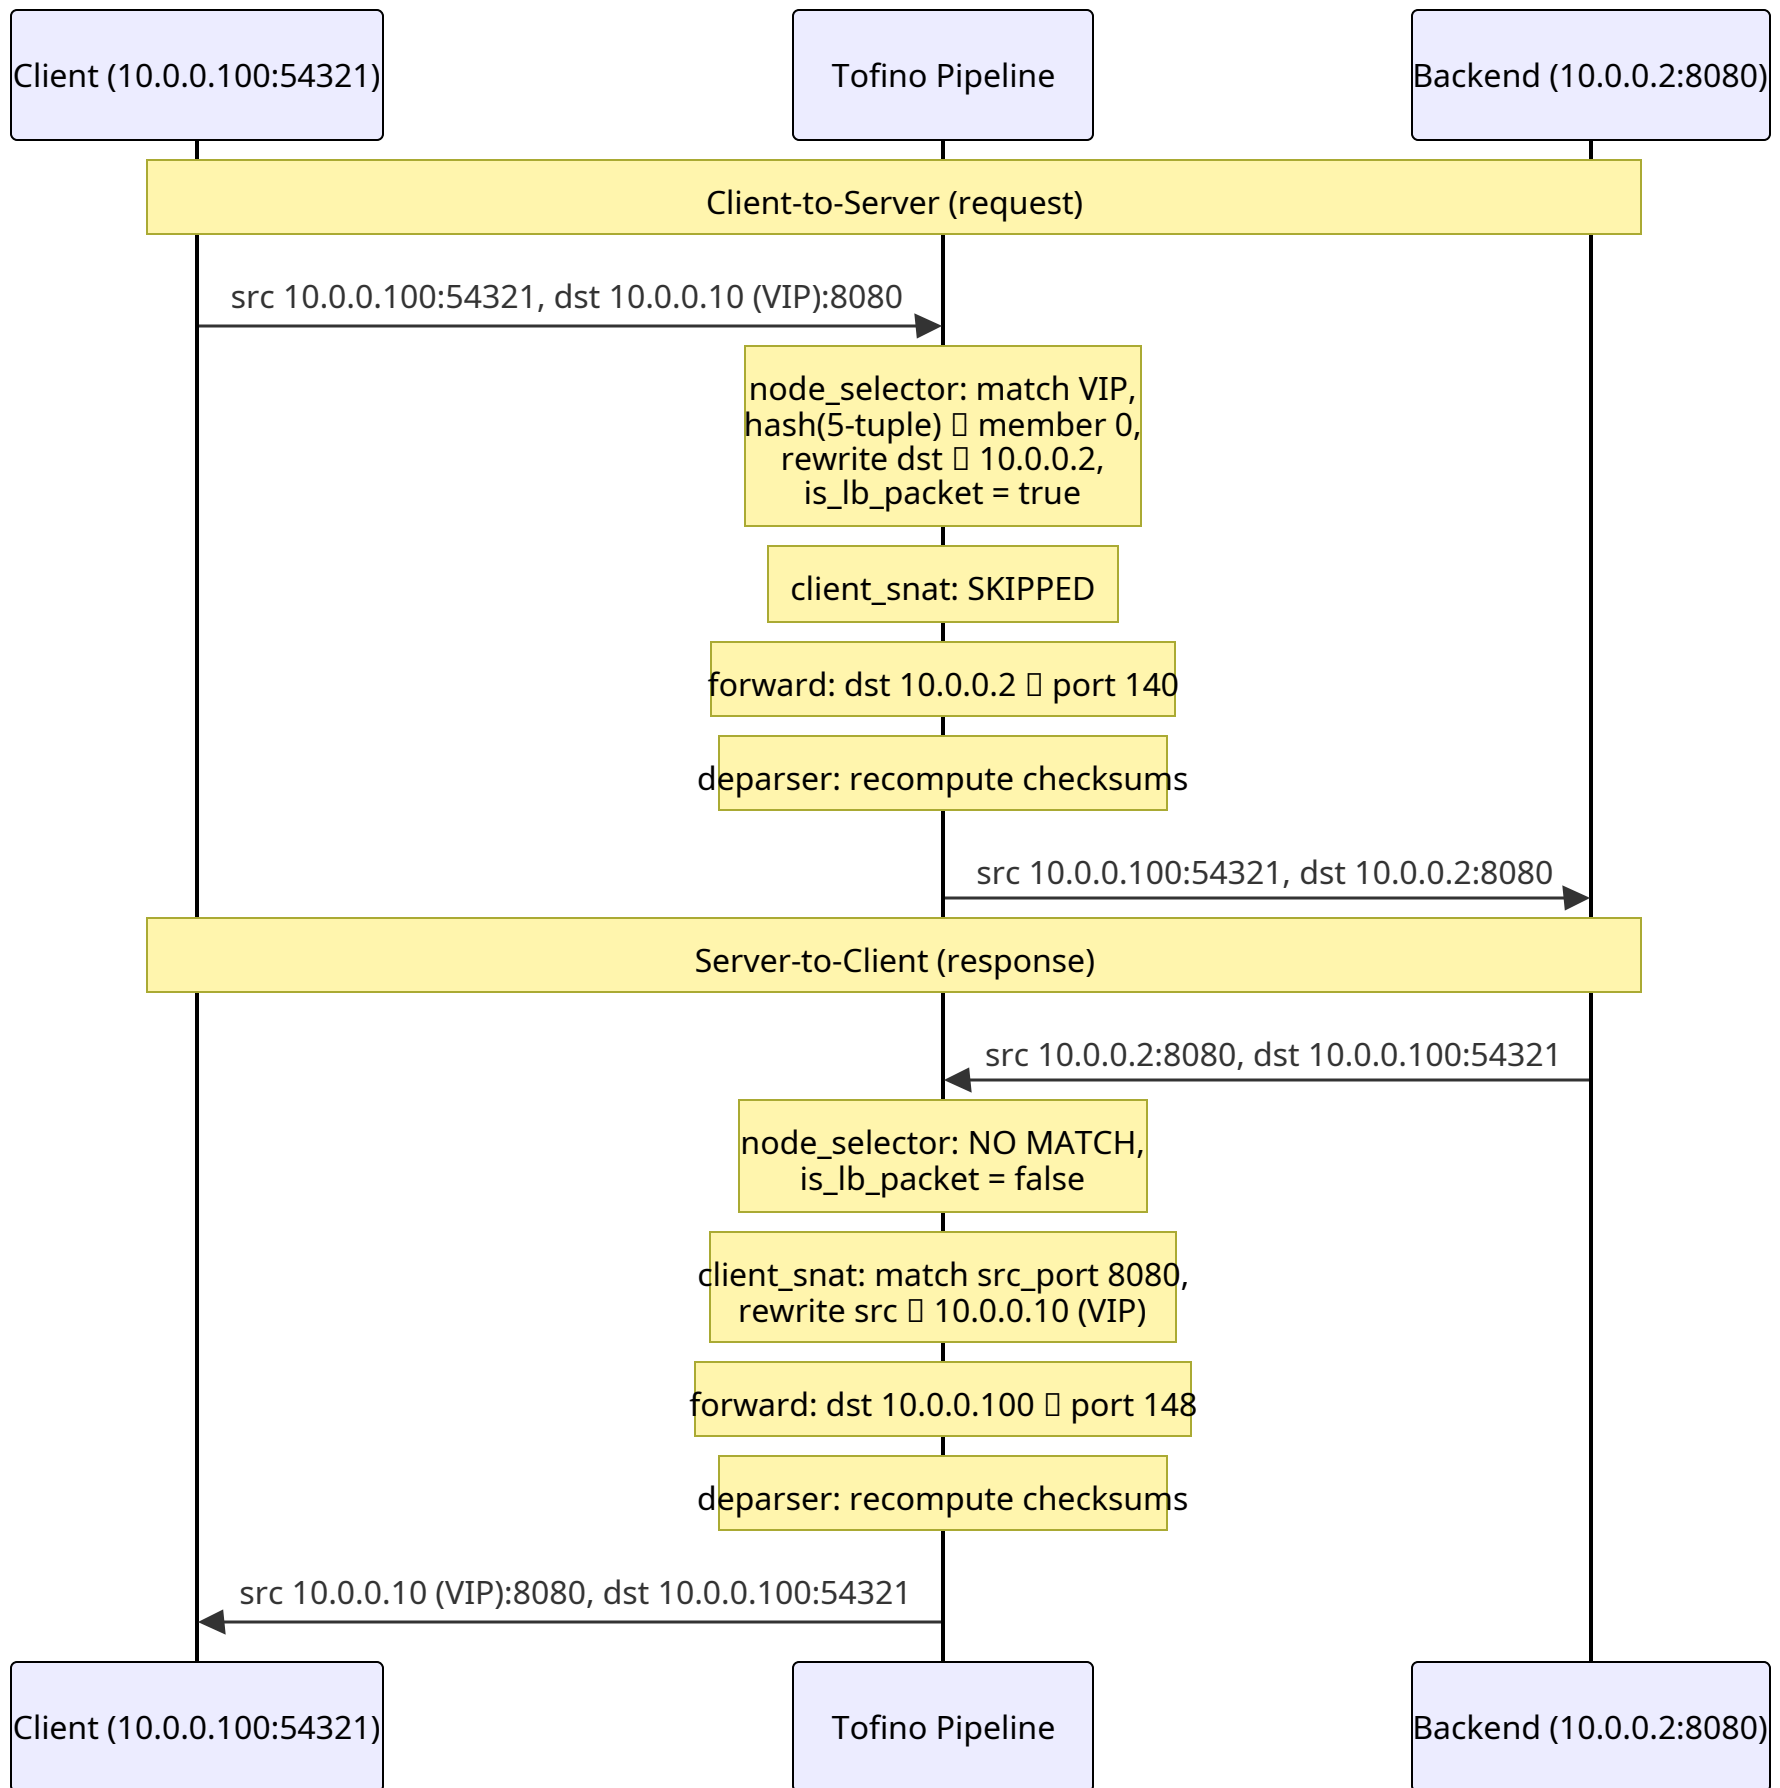 Client (10.0.0.100:54321)
Tofino Pipeline
Backend (10.0.0.2:8080)
Client-to-Server (request)
src 10.0.0.100:54321, dst 10.0.0.10 (VIP):8080
node_selector: match VIP,
hash(5-tuple) ▯ member 0,
rewrite dst ▯ 10.0.0.2,
is_lb_packet = true
client_snat: SKIPPED
forward: dst 10.0.0.2 ▯ port 140
deparser: recompute checksums
src 10.0.0.100:54321, dst 10.0.0.2:8080
Server-to-Client (response)
src 10.0.0.2:8080, dst 10.0.0.100:54321
node_selector: NO MATCH,
is_lb_packet = false
client_snat: match src_port 8080,
rewrite src ▯ 10.0.0.10 (VIP)
forward: dst 10.0.0.100 ▯ port 148
deparser: recompute checksums
src 10.0.0.10 (VIP):8080, dst 10.0.0.100:54321
Client (10.0.0.100:54321)
Tofino Pipeline
Backend (10.0.0.2:8080)